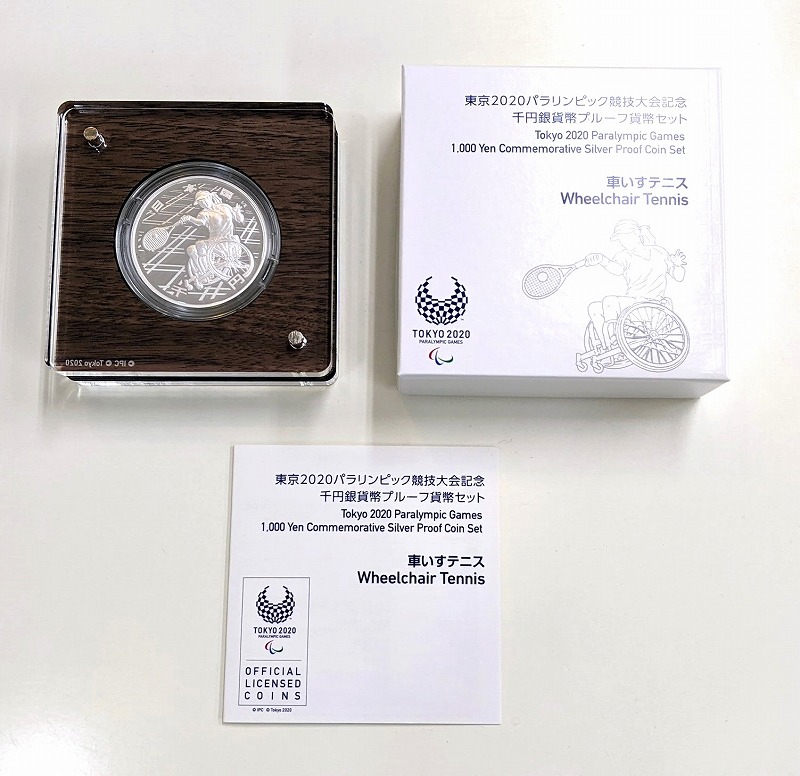 日本国
千円
© IPC © Tokyo 2020
東京2020パラリンピック競技大会記念
千円銀貨幣プルーフ貨幣セット
Tokyo 2020 Paralympic Games
1,000 Yen Commemorative Silver Proof Coin Set
車いすテニス
Wheelchair Tennis
TOKYO 2020
PARALYMPIC GAMES
東京2020パラリンピック競技大会記念
千円銀貨幣プルーフ貨幣セット
Tokyo 2020 Paralympic Games
1,000 Yen Commemorative Silver Proof Coin Set
車いすテニス
Wheelchair Tennis
TOKYO 2020
PARALYMPIC GAMES
OFFICIAL
LICENSED
COINS
© IPC © Tokyo 2020